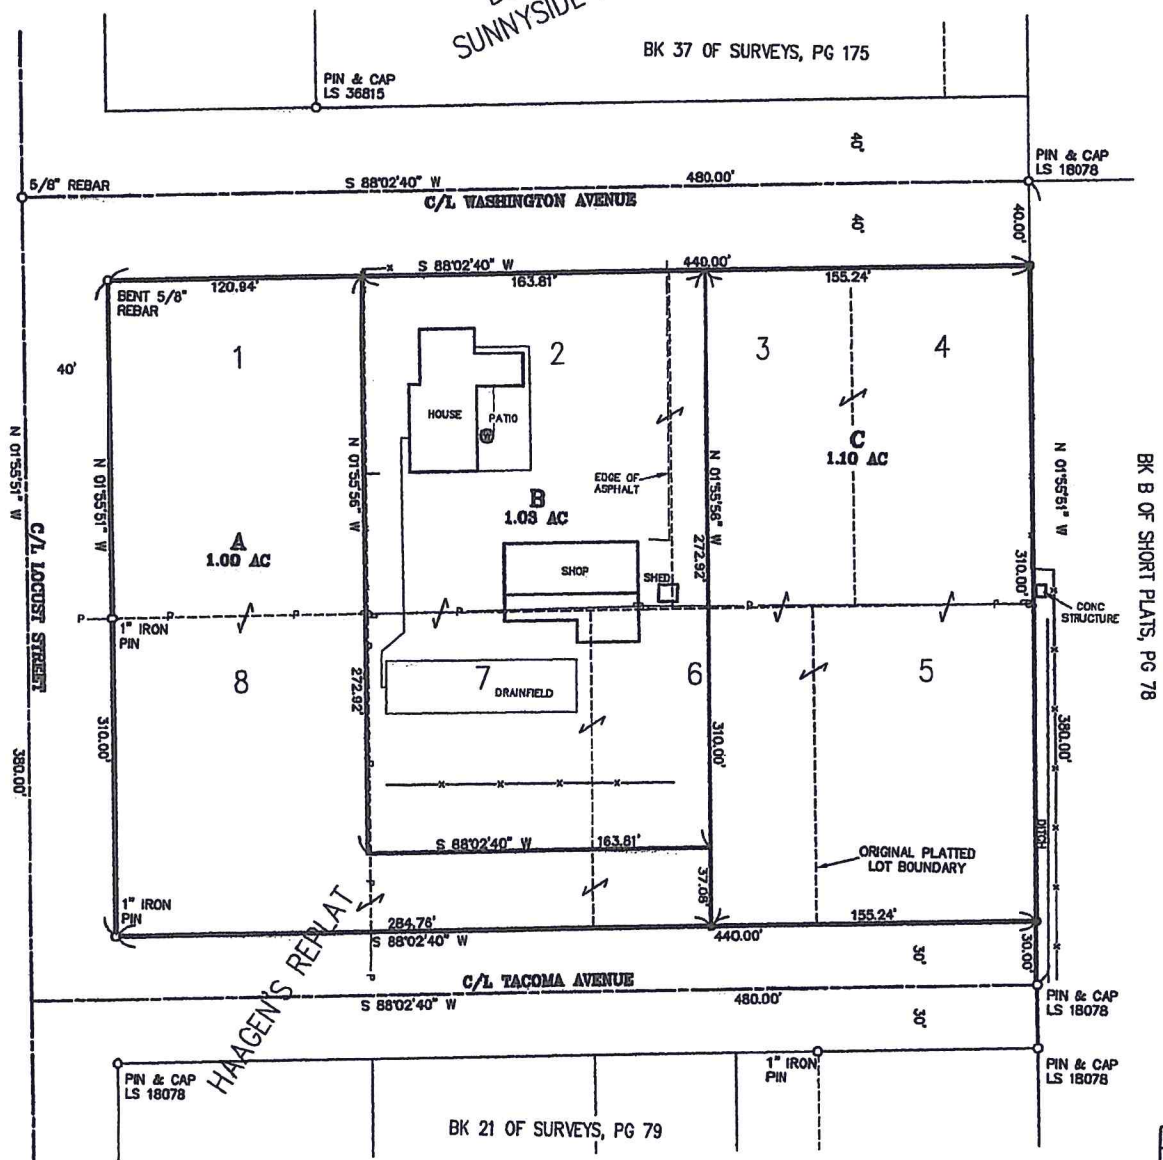 SUNNYSIDE
BK 37 OF SURVEYS, PG 175
PIN & CAP
LS 36815
40'
PIN & CAP
LS 18078
5/8" REBAR
S 88°02'40" W
480.00'
C/L WASHINGTON AVENUE
40'
40.00'
S 88°02'40" W
440.00'
120.94'
163.81'
155.24'
BENT 5/8"
REBAR
40'
1
2
3
4
HOUSE
PATIO
W
N 01°55'51" W
N 01°55'51" W
N 01°55'56" W
N 01°55'56" W
N 01°55'51" W
C
1.10 AC
EDGE OF
ASPHALT
B
1.03 AC
A
1.00 AC
C/L LOCUST STREET
BK B OF SHORT PLATS, PG 78
272.92'
310.00'
SHOP
SHED
CONC
STRUCTURE
P
P
P
P
P
P
P
1" IRON
PIN
8
7
6
5
DRAINFIELD
272.92'
310.00'
310.00'
380.00'
380.00'
X
X
X
X
S 88°02'40" W
163.81'
DITCH
ORIGINAL PLATTED
LOT BOUNDARY
37.08'
1" IRON
PIN
284.76'
S 88°02'40" W
155.24'
440.00'
30'
30.00'
HAAGEN'S REPLAT
C/L TACOMA AVENUE
S 88°02'40" W
480.00'
30'
PIN & CAP
LS 18078
PIN & CAP
LS 18078
1" IRON
PIN
PIN & CAP
LS 18078
BK 21 OF SURVEYS, PG 79